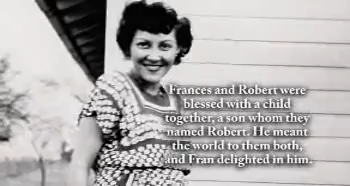 Frances and Robert were
blessed with a child
together, a son whom they
named Robert. He meant
the world to them both,
and Fran delighted in him.